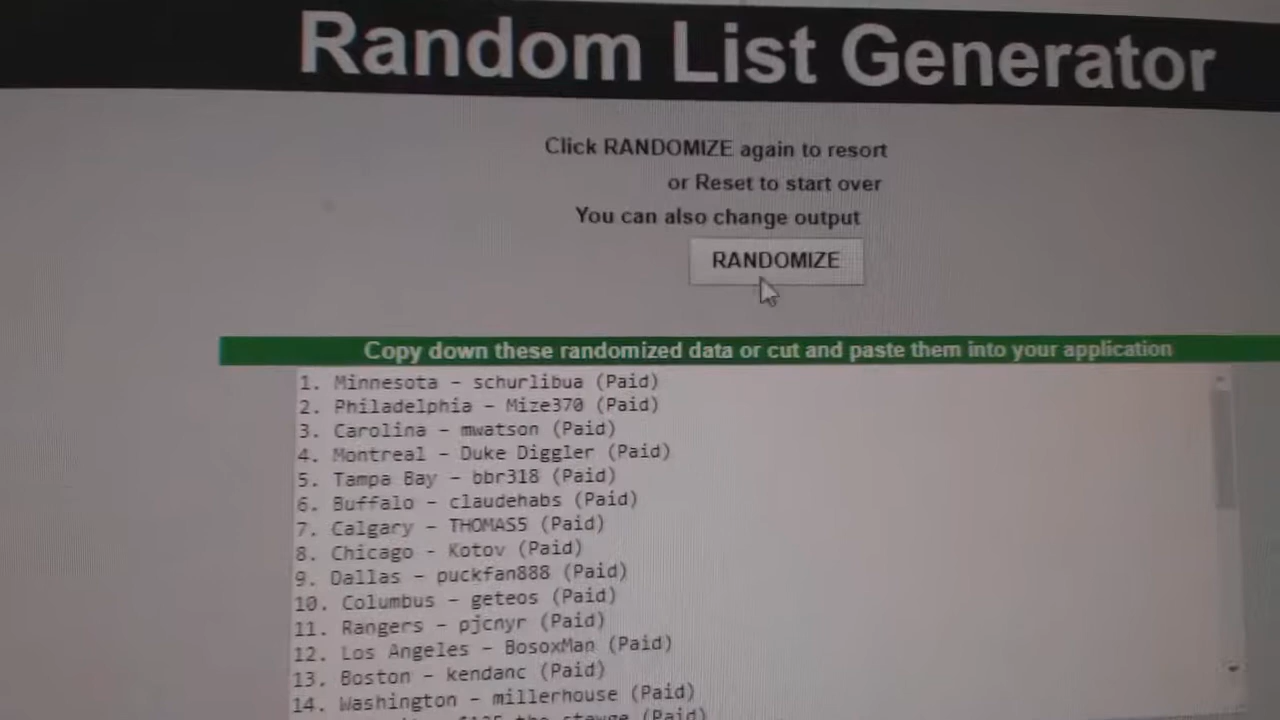 Random List Generator
Click RANDOMIZE again to resort
or Reset to start over
You can also change output
RANDOMIZE
Copy down these randomized data or cut and paste them into your application
1. Minnesota - schurlibua (Paid)
2. Philadelphia - Mize370 (Paid)
3. Carolina - mwatson (Paid)
4. Montreal - Duke Diggler (Paid)
5. Tampa Bay - bbr318 (Paid)
6. Buffalo - claudehabs (Paid)
7. Calgary - THOMAS5 (Paid)
8. Chicago - Kotov (Paid)
9. Dallas - puckfan888 (Paid)
10. Columbus - geteos (Paid)
11. Rangers - pjcnyr (Paid)
12. Los Angeles - BosoxMan (Paid)
13. Boston - kendanc (Paid)
14. Washington - millerhouse (Paid)
the (Paid)